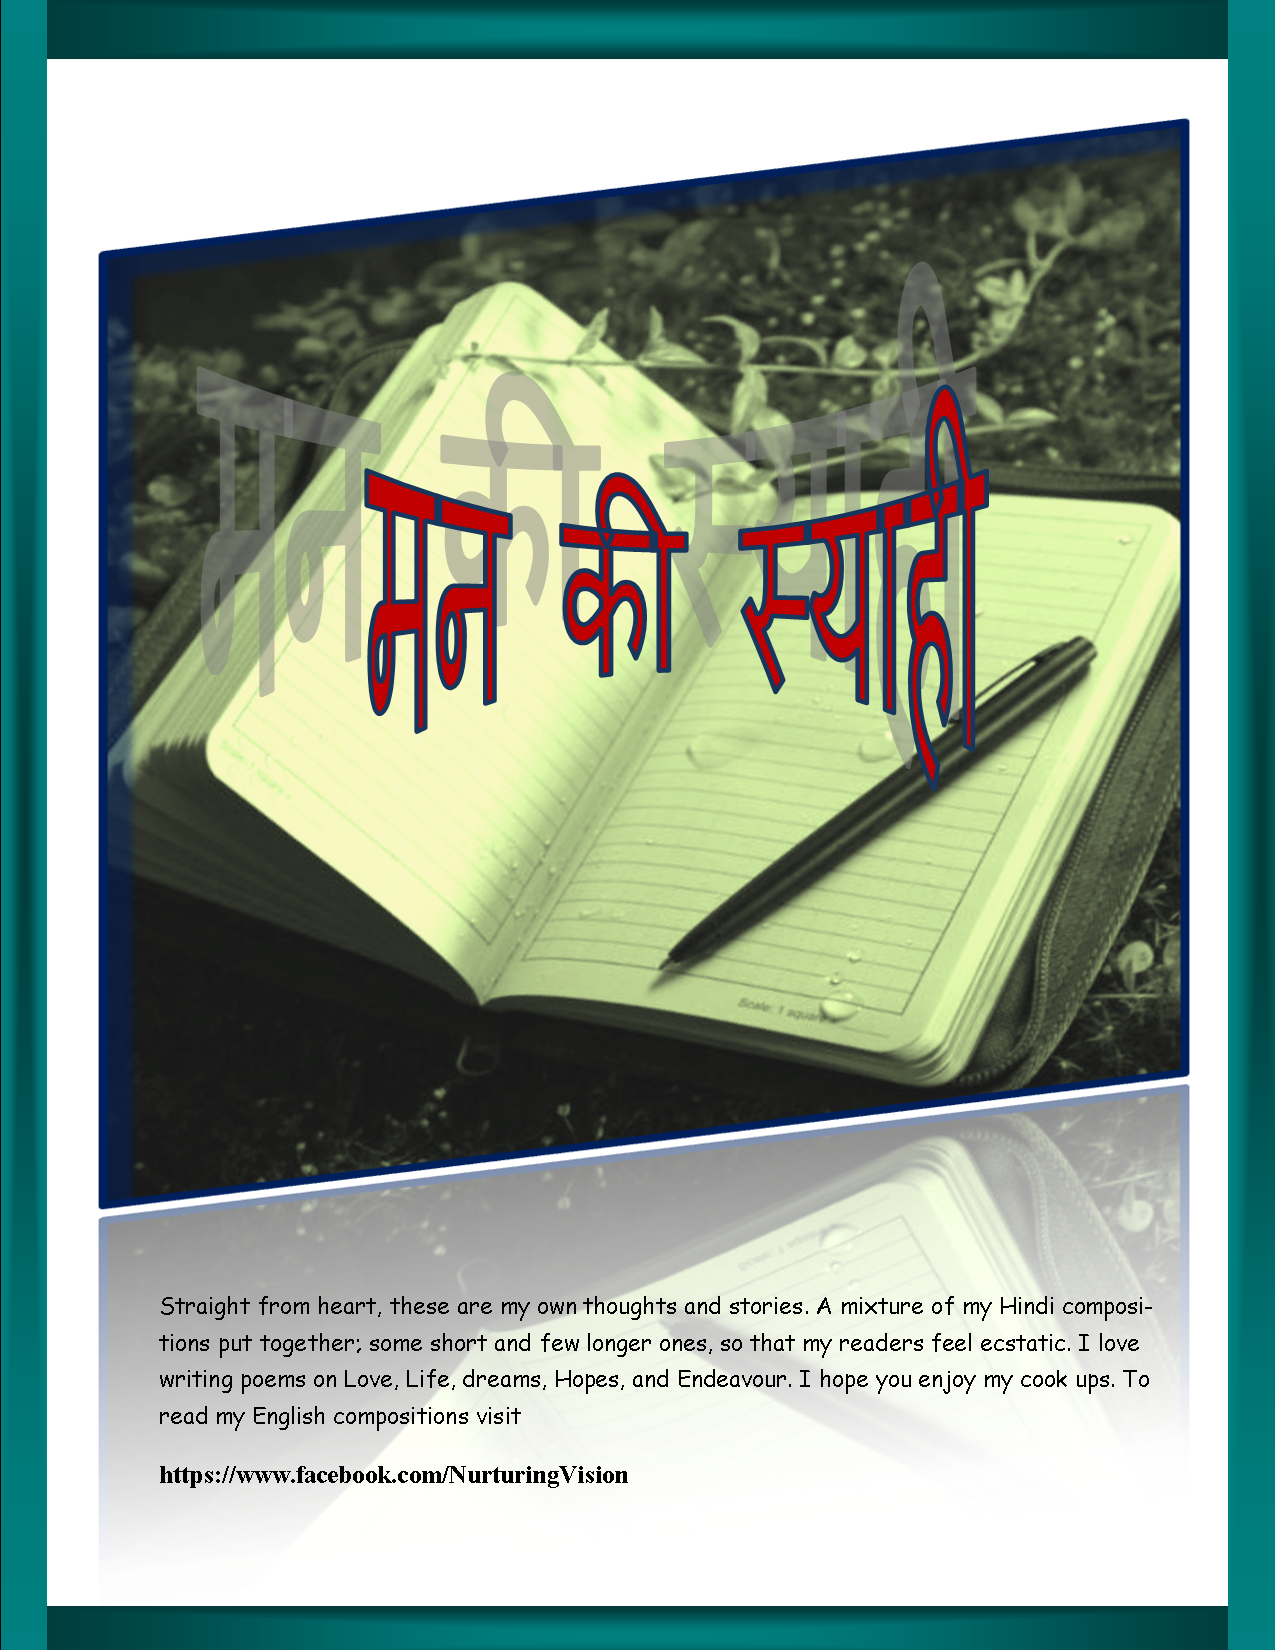 मन की स्याही
Scale: 1 square
Straight from heart, these are my own thoughts and stories. A mixture of my Hindi composi-
tions put together; some short and few longer ones, so that my readers feel ecstatic. I love
writing poems on Love, Life, dreams, Hopes, and Endeavour. I hope you enjoy my cook ups. To
read my English compositions visit
https://www.facebook.com/NurturingVision